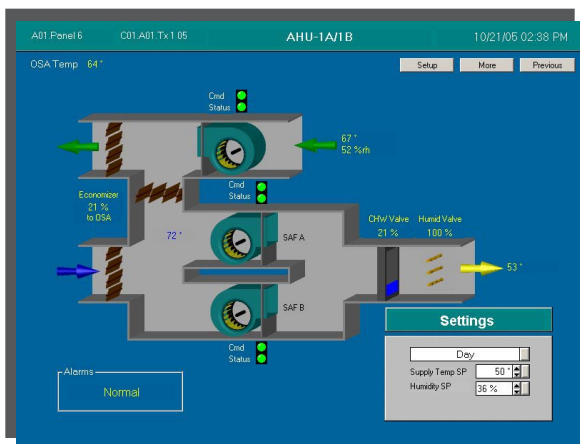 A01.Panel 6 C01.A01.Tx 1 05 AHU-1A/1B 10/21/05 02:38 PM
OSA Temp 64° Setup More Previous
Cmd
Status
67 °
52 %rh
Economizer
21 %
to OSA
Cmd
Status
72 °
SAF A
CHW Valve Humid Valve
21 % 100 %
53 °
SAF B
Cmd
Status
Settings
Day
Supply Temp SP 50 °
Humidity SP 36 %
Alarms
Normal